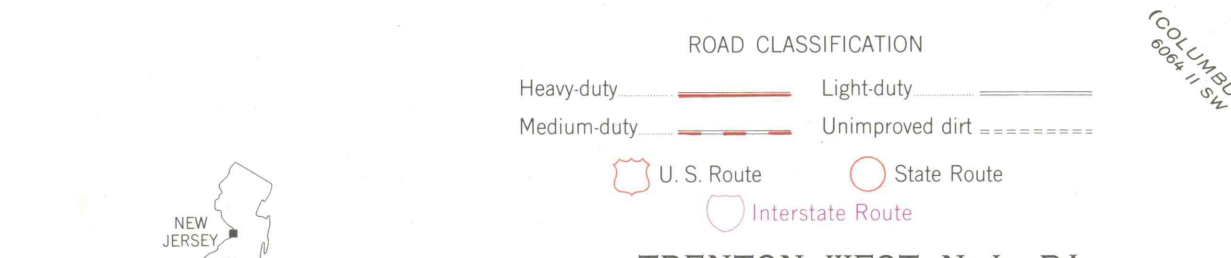 ROAD CLASSIFICATION
Heavy-duty Light-duty
Medium-duty Unimproved dirt
U. S. Route State Route
Interstate Route
NEW
JERSEY
6064 II SW